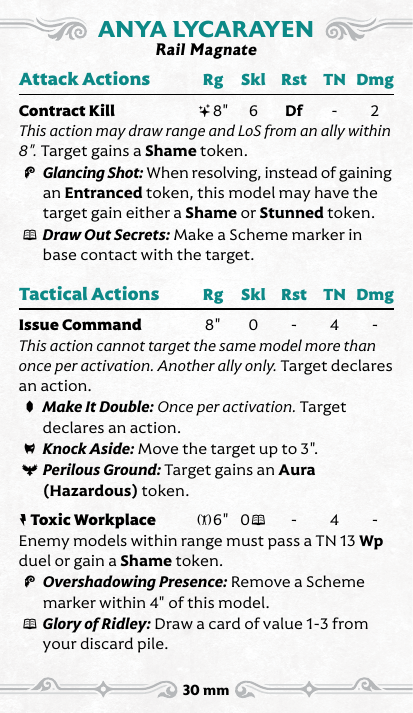 ANYA LYCARAYEN
Rail Magnate
Attack Actions Rg Skl Rst TN Dmg
Contract Kill 8" 6 Df - 2
This action may draw range and LoS from an ally within
8". Target gains a Shame token.
Glancing Shot: When resolving, instead of gaining
an Entranced token, this model may have the
target gain either a Shame or Stunned token.
Draw Out Secrets: Make a Scheme marker in
base contact with the target.
Tactical Actions Rg Skl Rst TN Dmg
Issue Command 8" 0 - 4 -
This action cannot target the same model more than
once per activation. Another ally only. Target declares
an action.
Make It Double: Once per activation. Target
declares an action.
Knock Aside: Move the target up to 3".
Perilous Ground: Target gains an Aura
(Hazardous) token.
Toxic Workplace 6" 0 - 4 -
Enemy models within range must pass a TN 13 Wp
duel or gain a Shame token.
Overshadowing Presence: Remove a Scheme
marker within 4" of this model.
Glory of Ridley: Draw a card of value 1-3 from
your discard pile.
30 mm